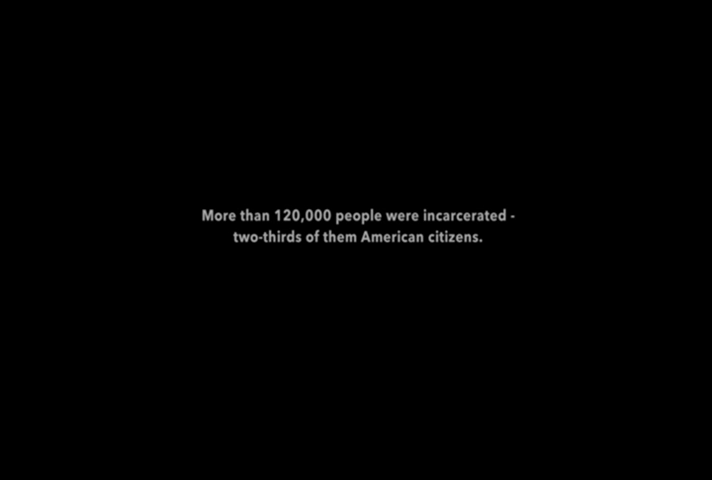 More than 120,000 people were incarcerated -
two-thirds of them American citizens.